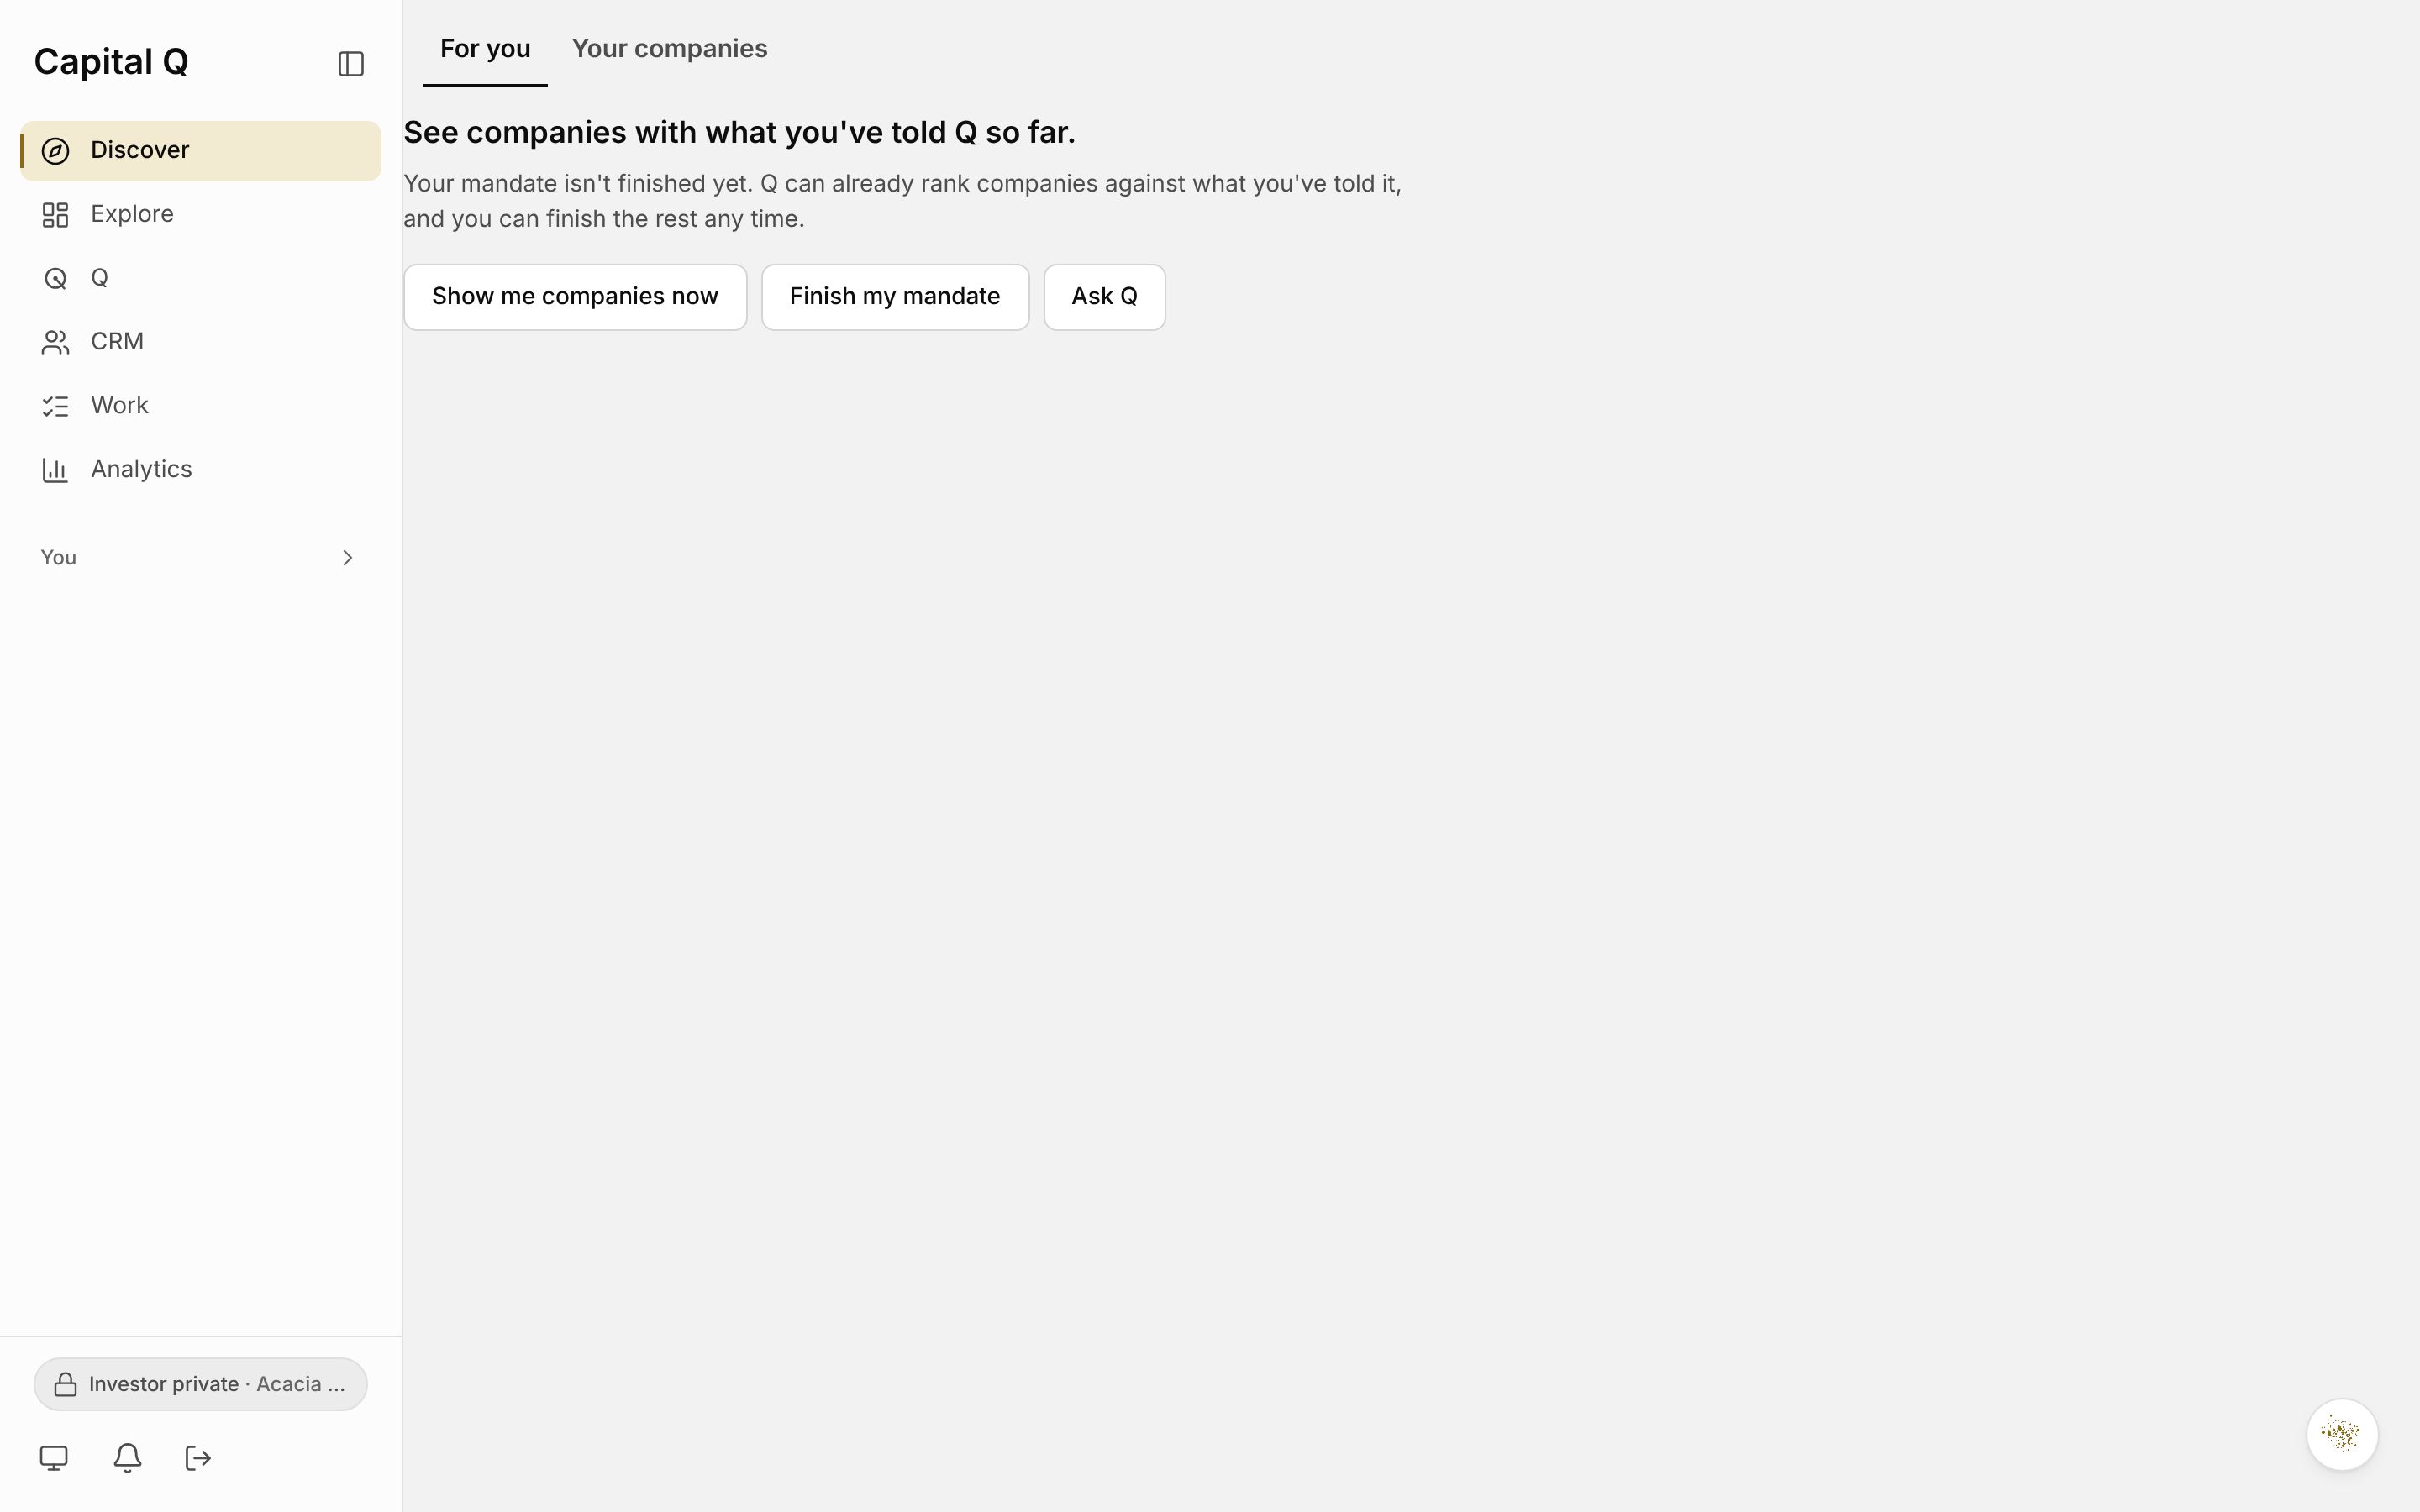 Capital Q
Discover
Explore
Q
CRM
Work
Analytics
You
Investor private · Acacia ...
For you
Your companies
See companies with what you've told Q so far.
Your mandate isn't finished yet. Q can already rank companies against what you've told it,
and you can finish the rest any time.
Show me companies now
Finish my mandate
Ask Q